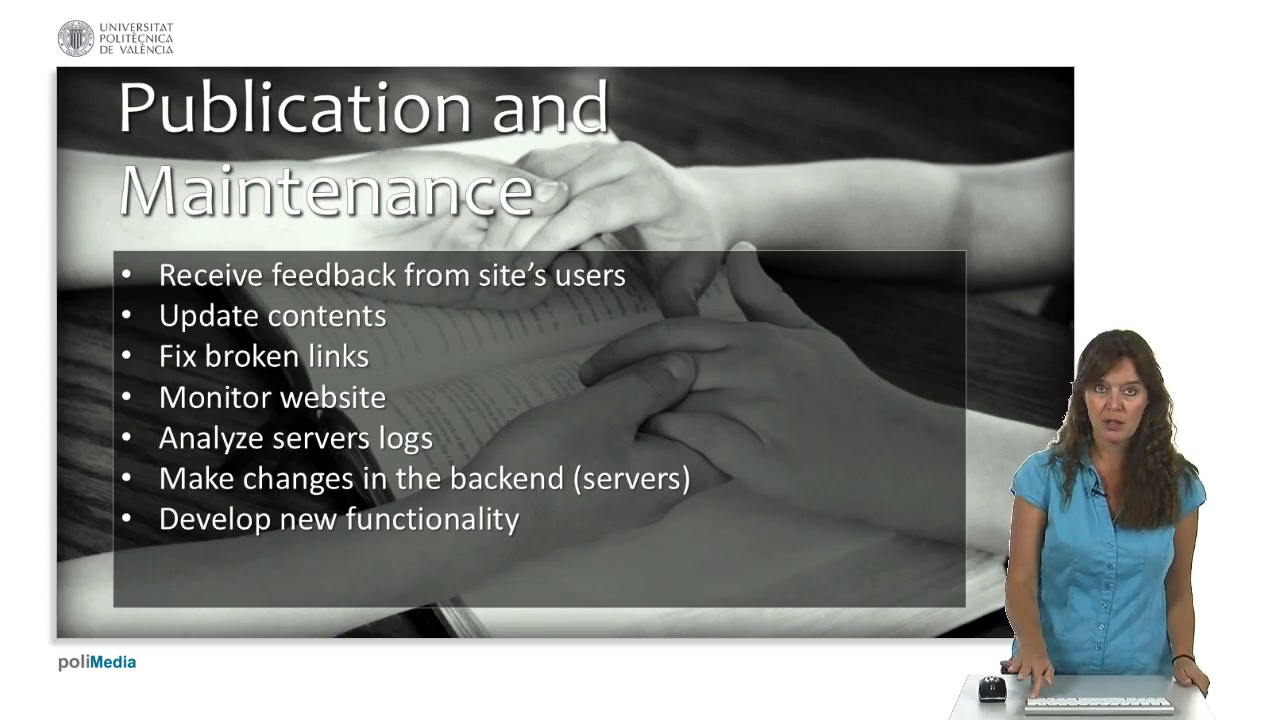 UNIVERSITAT
POLITÈCNICA
DE VALÈNCIA
Publication and
Maintenance
• Receive feedback from site’s users
• Update contents
• Fix broken links
• Monitor website
• Analyze servers logs
• Make changes in the backend (servers)
• Develop new functionality
poliMedia